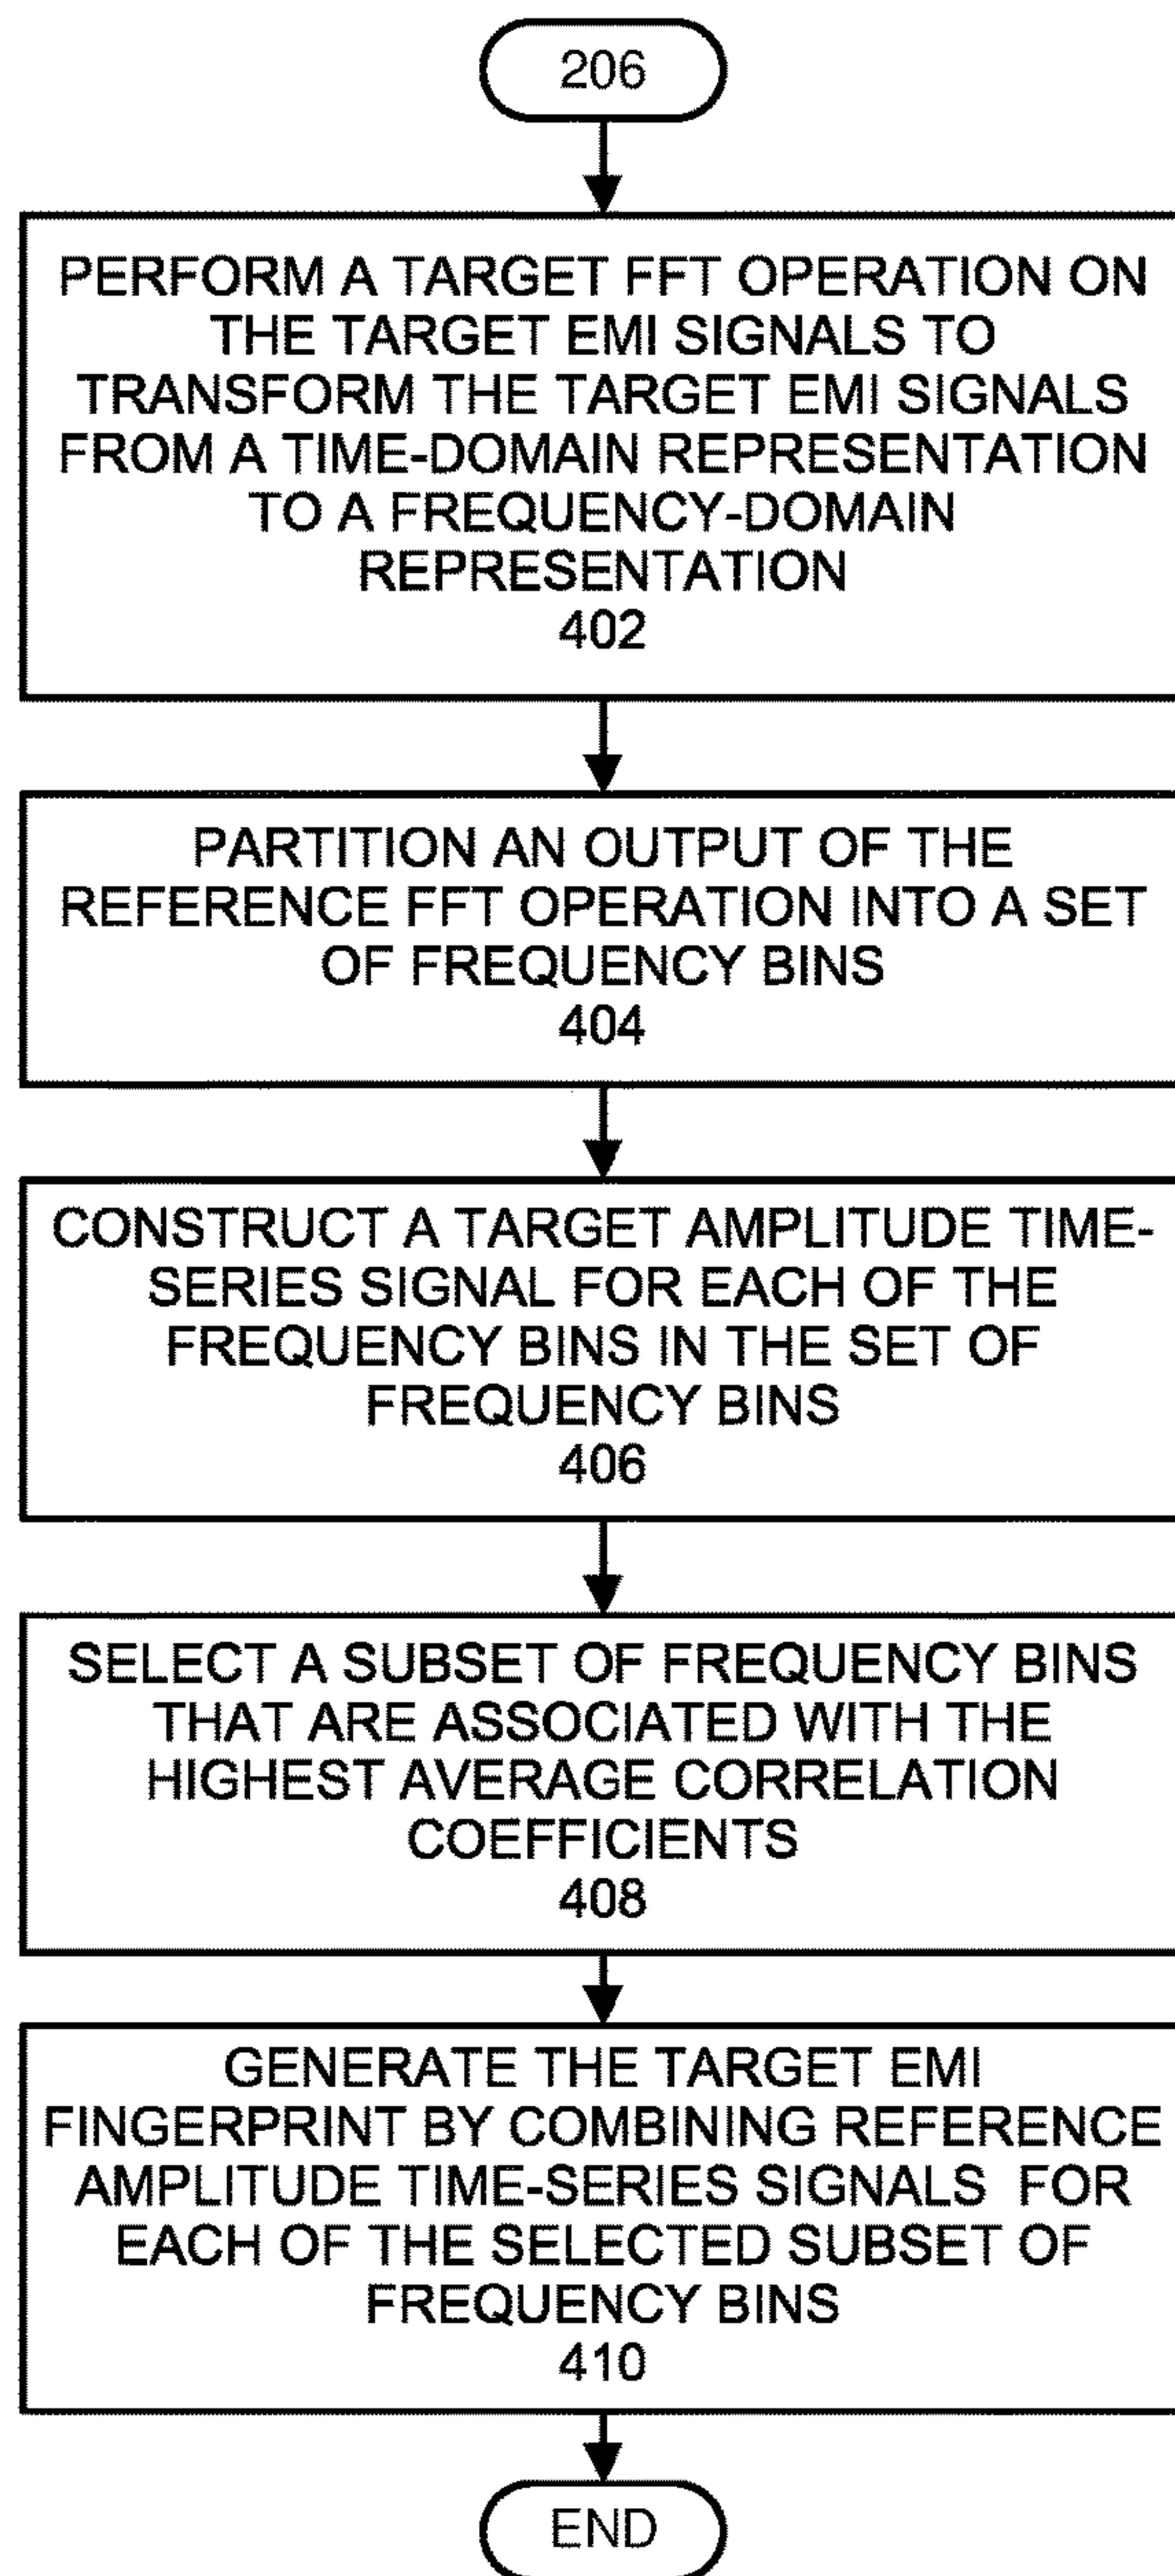 206
PERFORM A TARGET FFT OPERATION ON
THE TARGET EMI SIGNALS TO
TRANSFORM THE TARGET EMI SIGNALS
FROM A TIME-DOMAIN REPRESENTATION
TO A FREQUENCY-DOMAIN
REPRESENTATION
402
PARTITION AN OUTPUT OF THE
REFERENCE FFT OPERATION INTO A SET
OF FREQUENCY BINS
404
CONSTRUCT A TARGET AMPLITUDE TIME-
SERIES SIGNAL FOR EACH OF THE
FREQUENCY BINS IN THE SET OF
FREQUENCY BINS
406
SELECT A SUBSET OF FREQUENCY BINS
THAT ARE ASSOCIATED WITH THE
HIGHEST AVERAGE CORRELATION
COEFFICIENTS
408
GENERATE THE TARGET EMI
FINGERPRINT BY COMBINING REFERENCE
AMPLITUDE TIME-SERIES SIGNALS  FOR
EACH OF THE SELECTED SUBSET OF
FREQUENCY BINS
410
END